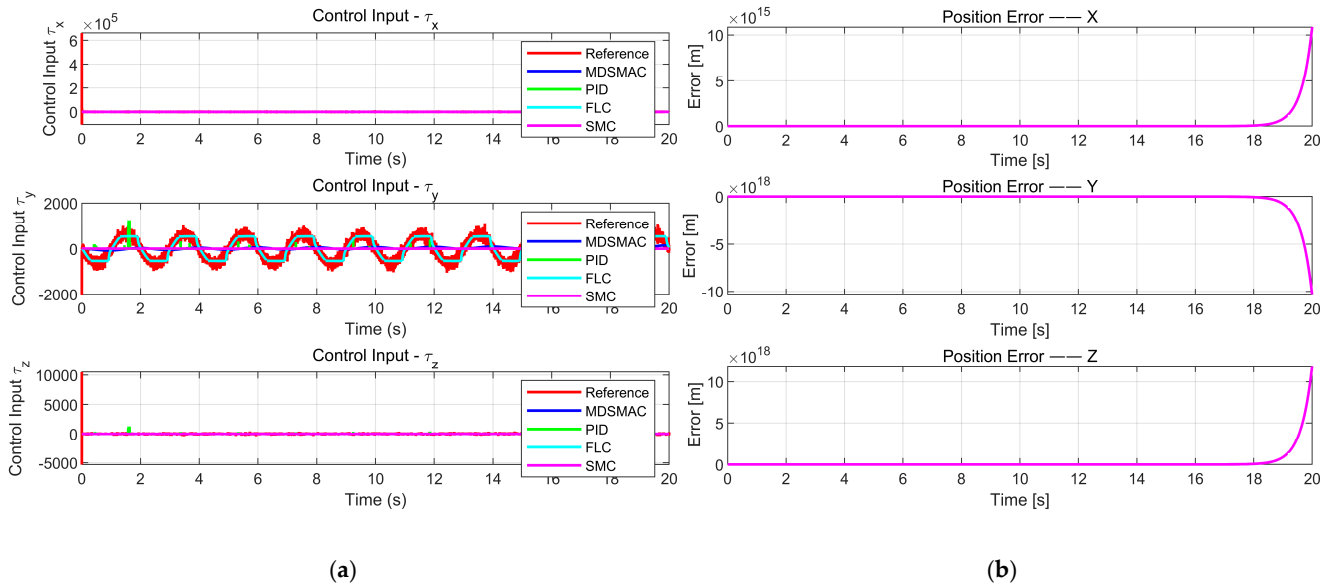 Control Input - τx
×10^5
Control Input τx
6
4
2
0
Reference
MDSMAC
PID
FLC
SMC
0 2 4 6 8 10 12 14 16 18 20
Time (s)
Control Input - τy
Control Input τy
2000
0
-2000
Reference
MDSMAC
PID
FLC
SMC
0 2 4 6 8 10 12 14 16 18 20
Time (s)
Control Input - τz
Control Input τz
10000
5000
0
-5000
Reference
MDSMAC
PID
FLC
SMC
0 2 4 6 8 10 12 14 16 18 20
Time (s)
(a)
Position Error —— X
×10^15
Error [m]
10
5
0
0 2 4 6 8 10 12 14 16 18 20
Time [s]
Position Error —— Y
×10^18
Error [m]
0
-5
-10
0 2 4 6 8 10 12 14 16 18 20
Time [s]
Position Error —— Z
×10^18
Error [m]
10
5
0
0 2 4 6 8 10 12 14 16 18 20
Time [s]
(b)